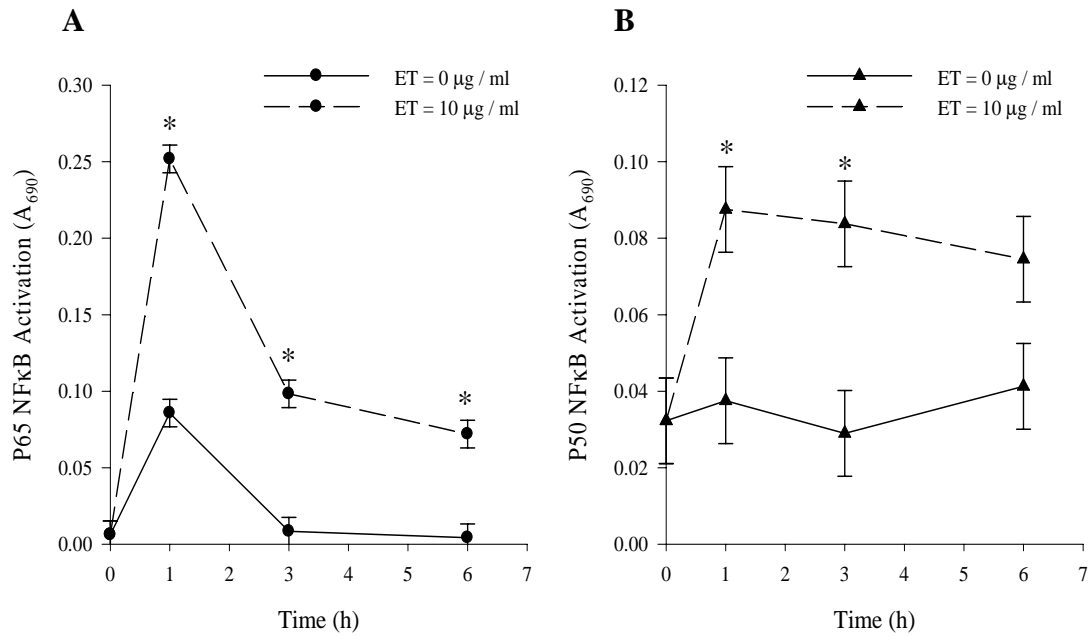 A
ET = 0 μg / ml
ET = 10 μg / ml
0.30
0.25
0.20
0.15
0.10
0.05
0.00
P65 NFκB Activation (A690)
*
*
*
0 1 2 3 4 5 6 7
Time (h)
B
ET = 0 μg / ml
ET = 10 μg / ml
0.12
0.10
0.08
0.06
0.04
0.02
0.00
P50 NFκB Activation (A690)
*
*
0 1 2 3 4 5 6 7
Time (h)